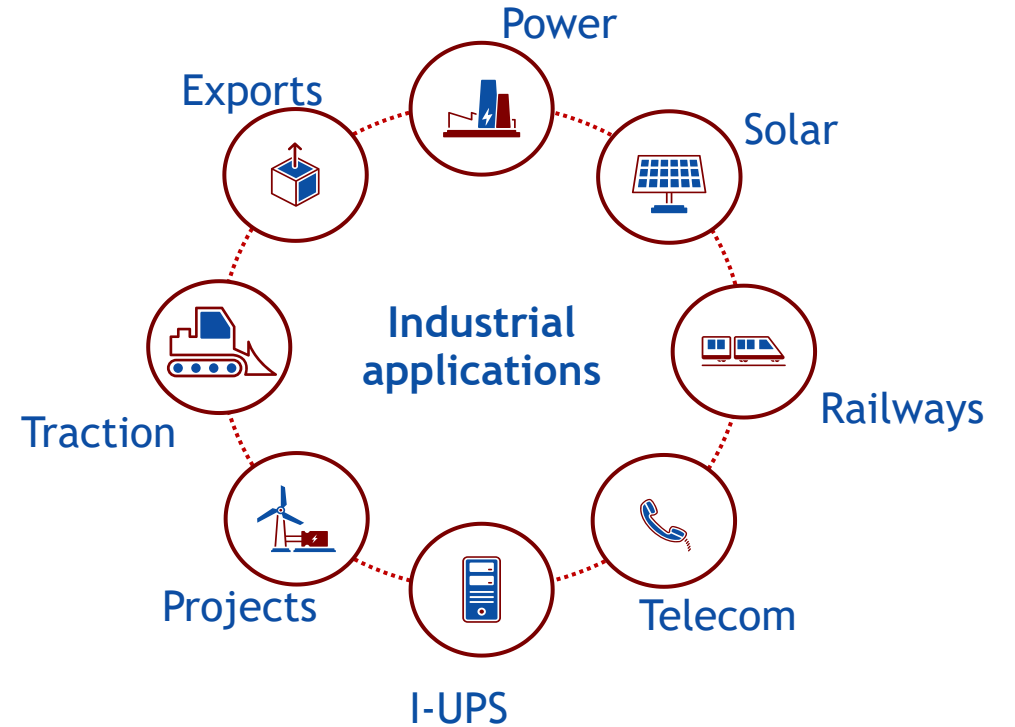 Power
Exports
Solar
Industrial
applications
Railways
Traction
Projects
Telecom
I-UPS